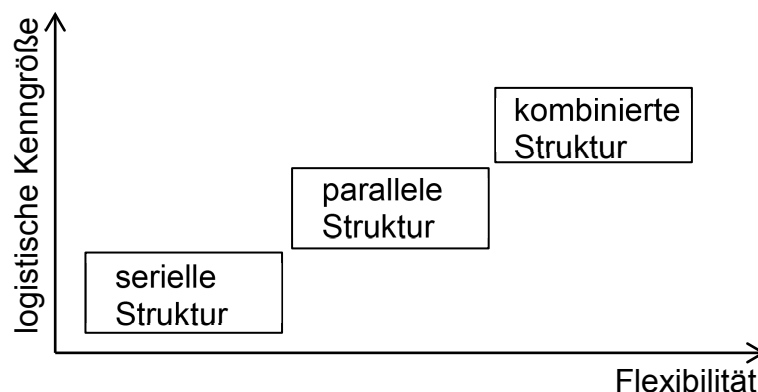 logistische Kenngröße
kombinierte
Struktur
parallele
Struktur
serielle
Struktur
Flexibilität